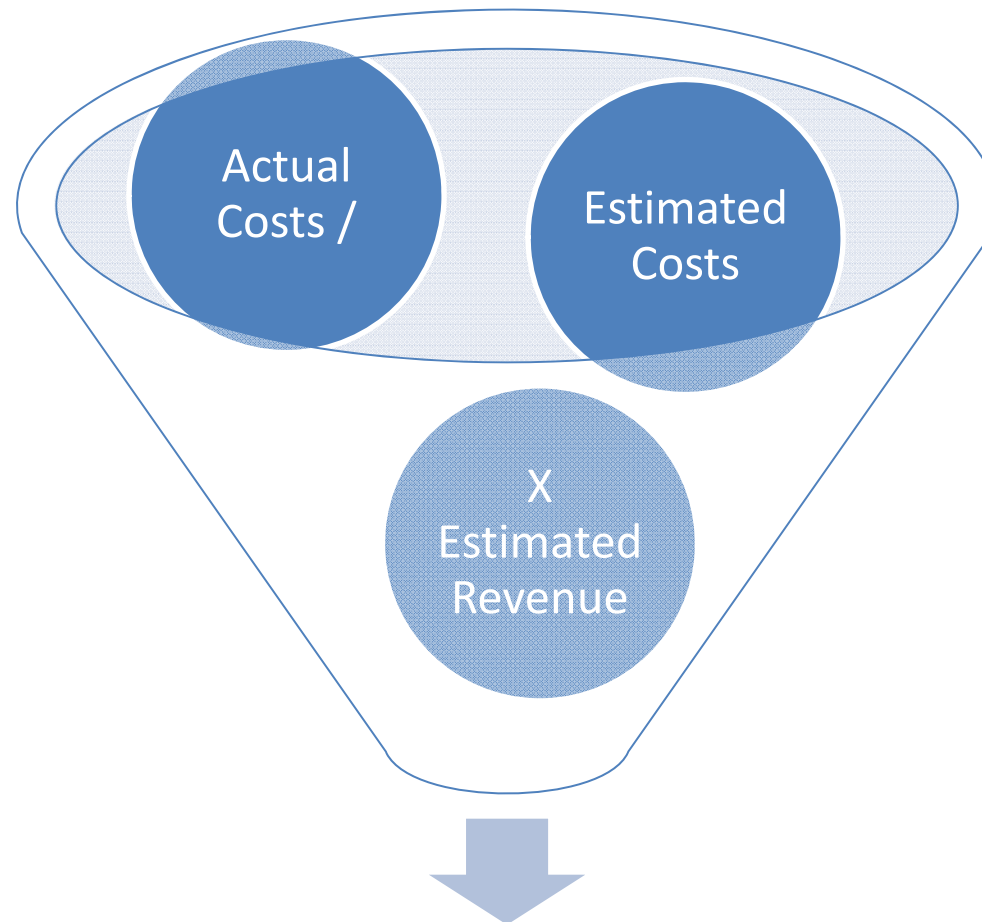 Actual
Costs /
Estimated
Costs
X
Estimated
Revenue